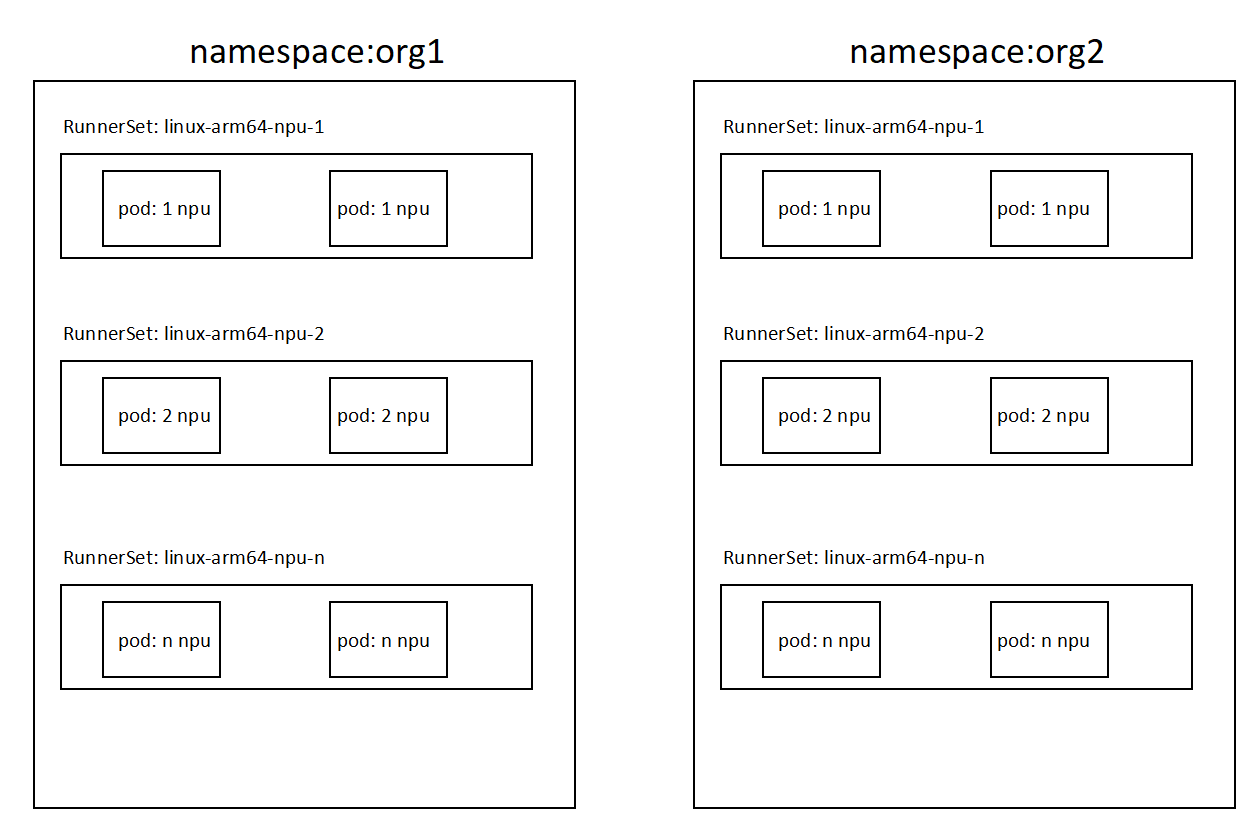 namespace:org1
RunnerSet: linux-arm64-npu-1
pod: 1 npu
pod: 1 npu
RunnerSet: linux-arm64-npu-2
pod: 2 npu
pod: 2 npu
RunnerSet: linux-arm64-npu-n
pod: n npu
pod: n npu
namespace:org2
RunnerSet: linux-arm64-npu-1
pod: 1 npu
pod: 1 npu
RunnerSet: linux-arm64-npu-2
pod: 2 npu
pod: 2 npu
RunnerSet: linux-arm64-npu-n
pod: n npu
pod: n npu